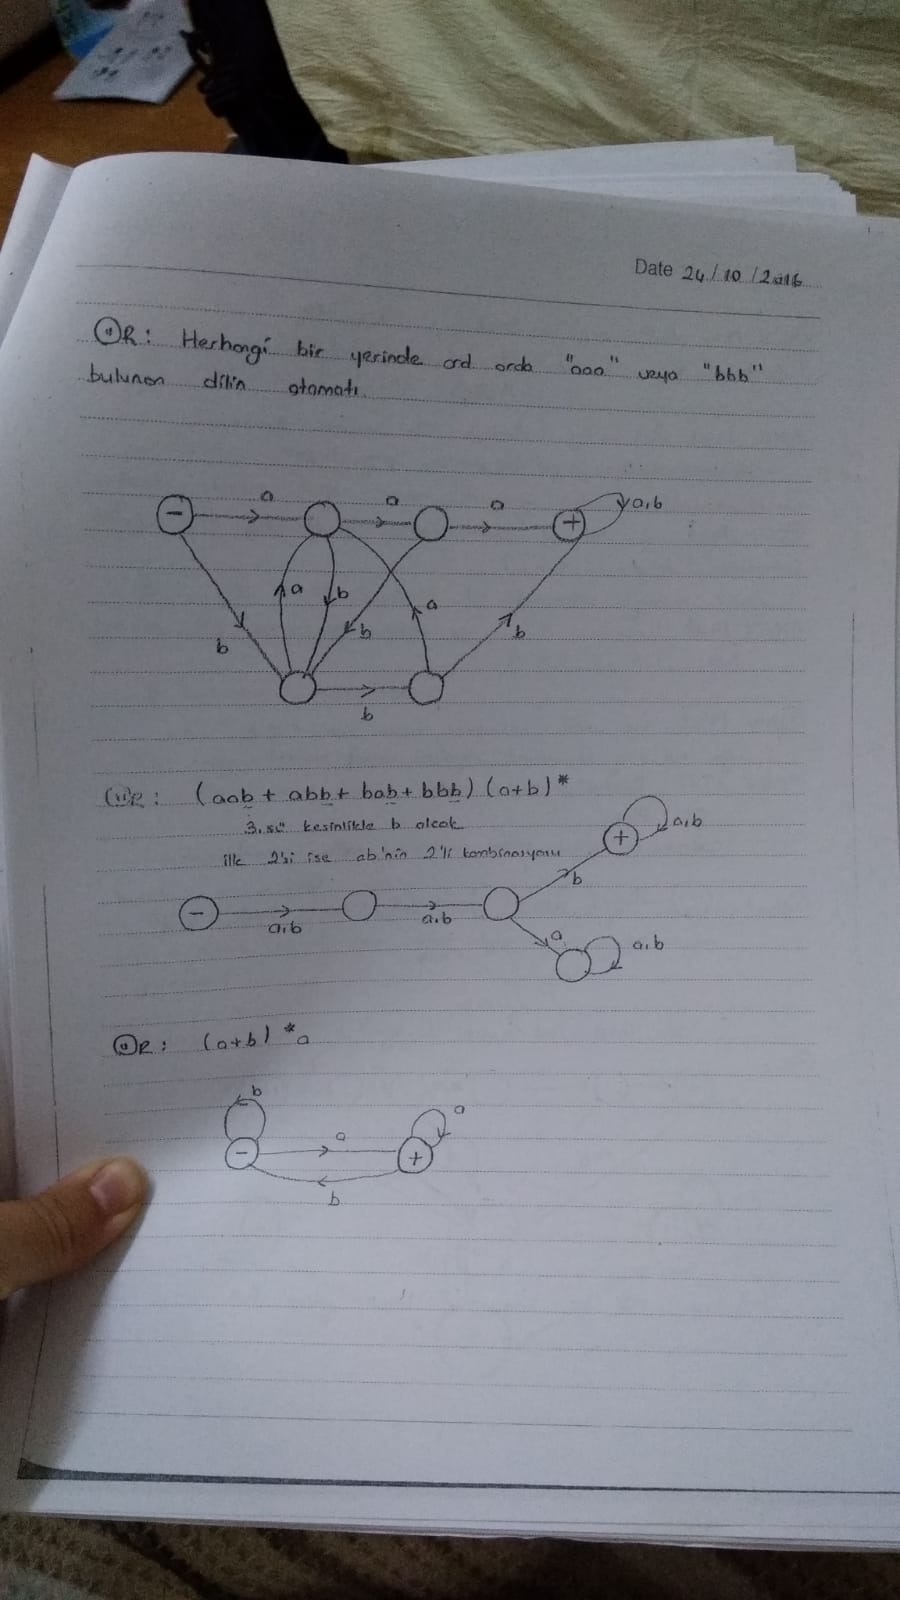 Date 24/10/2016
ÖR: Herhangi bir yerinde ard arda "aaa" veya "bbb"
bulunan dilin otamatı.
- a a a + a,b
a b b a b
b
b
ÖR: (aab + abb + bab + bbb) (a+b)*
3.sü kesinlikle b olcak
ilk 2'si ise ab'nin 2'li kombinasyonu
+ a,b
b
- a,b a,b
a a,b
ÖR: (a+b)*a
b a
- a +
b